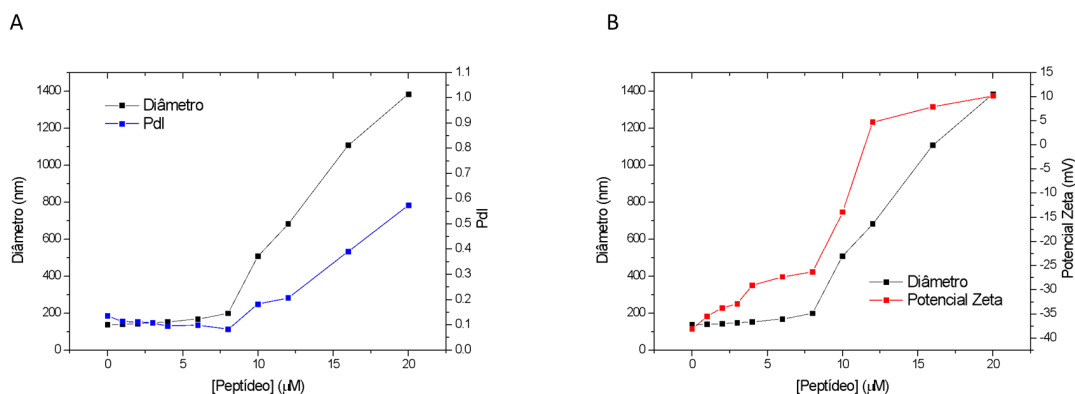 A
B
1400
1200
1000
800
600
400
200
0
Diâmetro (nm)
1.1
1.0
0.9
0.8
0.7
0.6
0.5
0.4
0.3
0.2
0.1
0.0
PdI
Diâmetro
PdI
0 5 10 15 20
[Peptídeo] (µM)
1400
1200
1000
800
600
400
200
0
Diâmetro (nm)
15
10
5
0
-5
-10
-15
-20
-25
-30
-35
-40
Potencial Zeta (mV)
Diâmetro
Potencial Zeta
0 5 10 15 20
[Peptídeo] (µM)